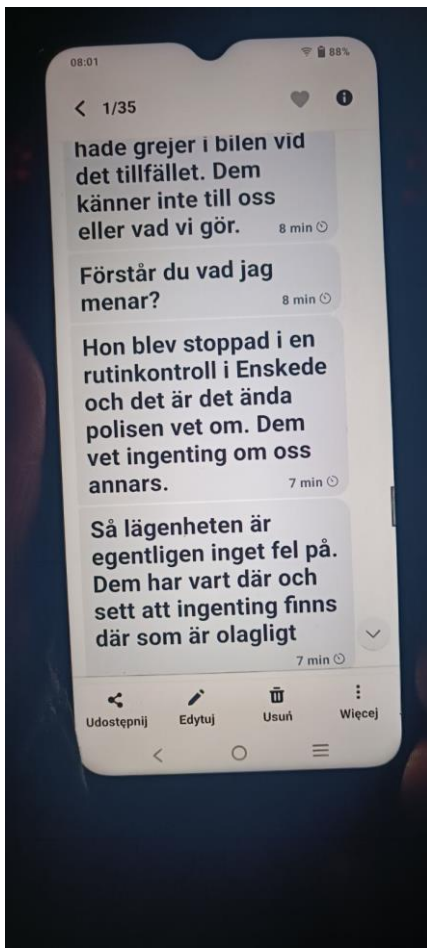 08:01
88%
1/35
hade grejer i bilen vid
det tillfället. Dem
känner inte till oss
eller vad vi gör.
8 min
Förstår du vad jag
menar?
8 min
Hon blev stoppad i en
rutinkontroll i Enskede
och det är det ända
polisen vet om. Dem
vet ingenting om oss
annars.
7 min
Så lägenheten är
egentligen inget fel på.
Dem har vart där och
sett att ingenting finns
där som är olagligt
7 min
Udostępnij
Edytuj
Usuń
Więcej